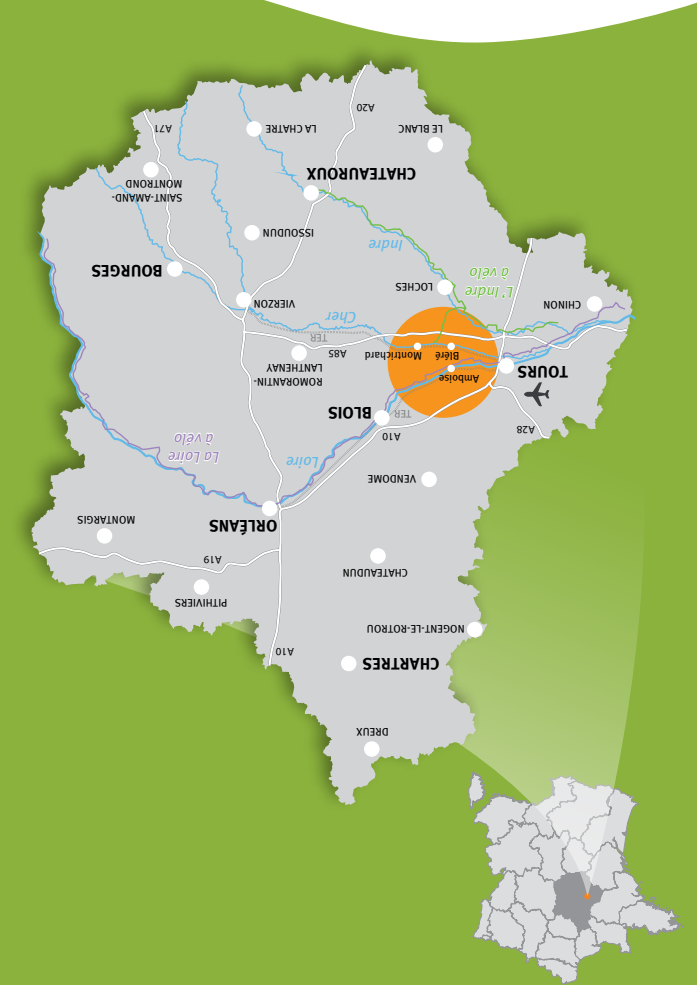 DREUX
CHARTRES
A10
NOGENT-LE-ROTROU
PITHIVIERS
CHATEAUDUN
A19
ORLÉANS
MONTARGIS
VENDOME
Loire
La Loire
à vélo
A10
A28
TER
BLOIS
ROMARANTIN-
LANTHENAY
Amboise
TOURS
Bléré
Montrichard
A85
TER
Cher
CHINON
VIERZON
L'Indre
à vélo
LOCHES
BOURGES
Indre
ISSOUDUN
SAINT-AMAND-
MONTROND
CHATEAUROUX
LE BLANC
LA CHATRE
A71
A20